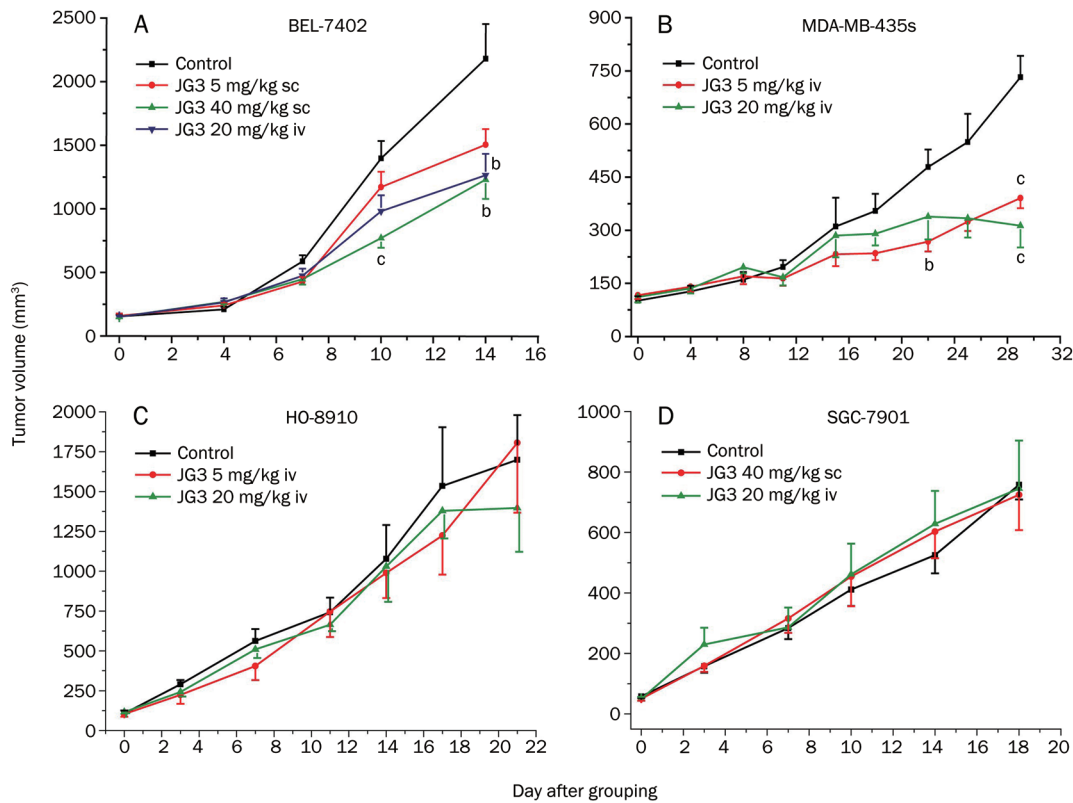 A
BEL-7402
Control
JG3 5 mg/kg sc
JG3 40 mg/kg sc
JG3 20 mg/kg iv
2500
2000
1500
1000
500
0
b
b
c
0 2 4 6 8 10 12 14 16
B
MDA-MB-435s
Control
JG3 5 mg/kg iv
JG3 20 mg/kg iv
900
750
600
450
300
150
0
c
b
c
0 4 8 12 16 20 24 28 32
Tumor volume (mm³)
C
HO-8910
Control
JG3 5 mg/kg iv
JG3 20 mg/kg iv
2000
1750
1500
1250
1000
750
500
250
0
0 2 4 6 8 10 12 14 16 18 20 22
D
SGC-7901
Control
JG3 40 mg/kg sc
JG3 20 mg/kg iv
1000
800
600
400
200
0
0 2 4 6 8 10 12 14 16 18 20
Day after grouping